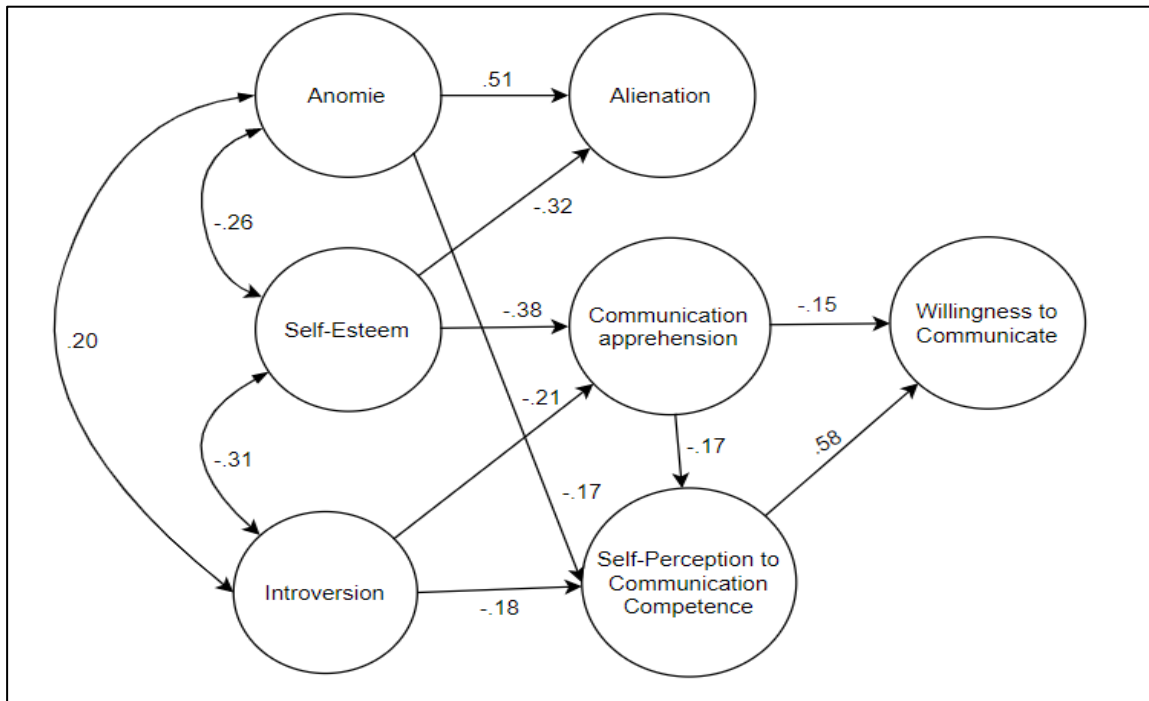 Anomie
.51
Alienation
-.26
-.32
.20
Self-Esteem
-.38
Communication
apprehension
-.15
Willingness to
Communicate
-.21
-.31
-.17
.58
-.17
Introversion
-.18
Self-Perception to
Communication
Competence